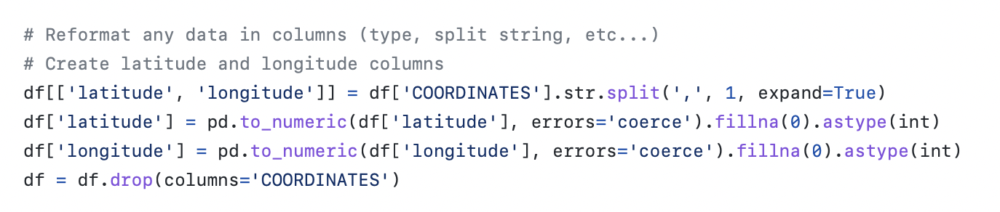 # Reformat any data in columns (type, split string, etc...)
# Create latitude and longitude columns
df[['latitude', 'longitude']] = df['COORDINATES'].str.split(',', 1, expand=True)
df['latitude'] = pd.to_numeric(df['latitude'], errors='coerce').fillna(0).astype(int)
df['longitude'] = pd.to_numeric(df['longitude'], errors='coerce').fillna(0).astype(int)
df = df.drop(columns='COORDINATES')